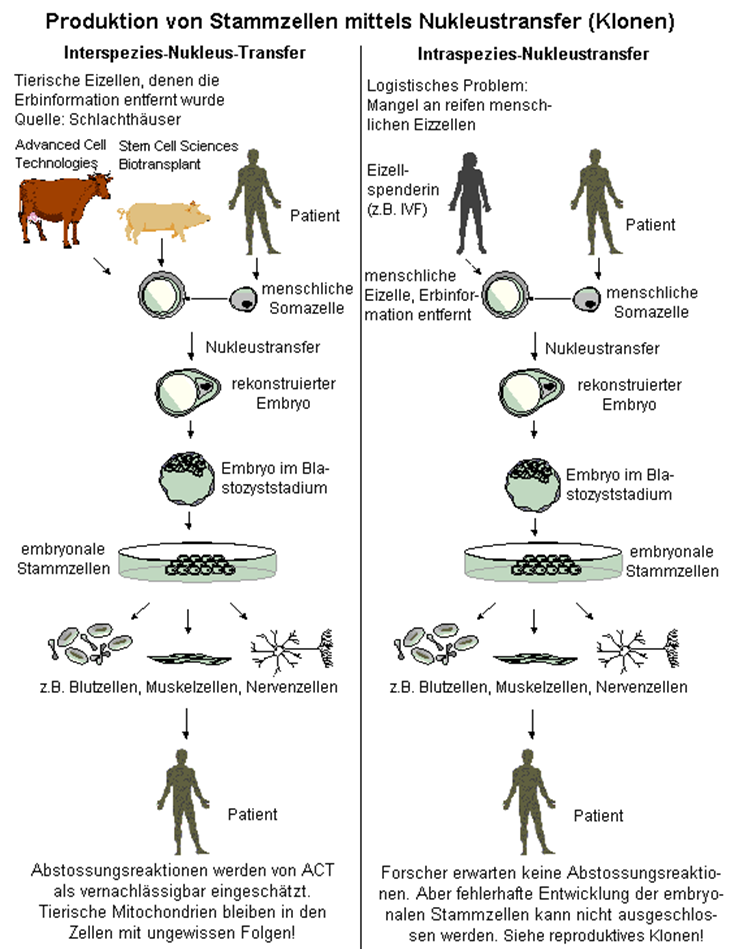 Produktion von Stammzellen mittels Nukleustransfer (Klonen)
Interspezies-Nukleus-Transfer
Tierische Eizellen, denen die
Erbinformation entfernt wurde
Quelle: Schlachthäuser
Advanced Cell
Technologies
Stem Cell Sciences
Biotransplant
Patient
menschliche
Somazelle
Nukleustransfer
rekonstruierter
Embryo
Embryo im Bla-
stozyststadium
embryonale
Stammzellen
z.B. Blutzellen, Muskelzellen, Nervenzellen
Patient
Abstossungsreaktionen werden von ACT
als vernachlässigbar eingeschätzt.
Tierische Mitochondrien bleiben in den
Zellen mit ungewissen Folgen!
Intraspezies-Nukleustransfer
Logistisches Problem:
Mangel an reifen mensch-
lichen Eizzellen
Eizell-
spenderin
(z.B. IVF)
Patient
menschliche
Eizelle, Erbinfor-
mation entfernt
menschliche
Somazelle
Nukleustransfer
rekonstruierter
Embryo
Embryo im Bla-
stozyststadium
embryonale
Stammzellen
z.B. Blutzellen, Muskelzellen, Nervenzellen
Patient
Forscher erwarten keine Abstossungsreaktio-
nen. Aber fehlerhafte Entwicklung der embryo-
nalen Stammzellen kann nicht ausgeschlos-
sen werden. Siehe reproduktives Klonen!